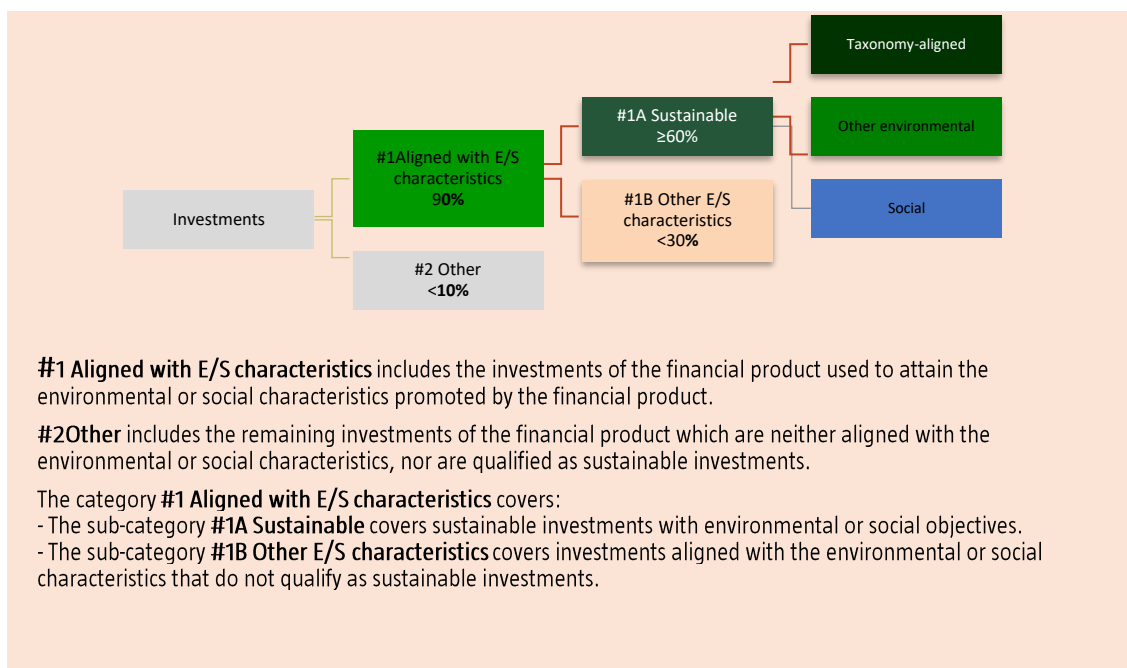 Taxonomy-aligned
#1A Sustainable
≥60%
Other environmental
#1Aligned with E/S
characteristics
90%
#1B Other E/S
characteristics
<30%
Investments
Social
#2 Other
<10%
#1 Aligned with E/S characteristics includes the investments of the financial product used to attain the
environmental or social characteristics promoted by the financial product.
#2Other includes the remaining investments of the financial product which are neither aligned with the
environmental or social characteristics, nor are qualified as sustainable investments.
The category #1 Aligned with E/S characteristics covers:
- The sub-category #1A Sustainable covers sustainable investments with environmental or social objectives.
- The sub-category #1B Other E/S characteristics covers investments aligned with the environmental or social
characteristics that do not qualify as sustainable investments.